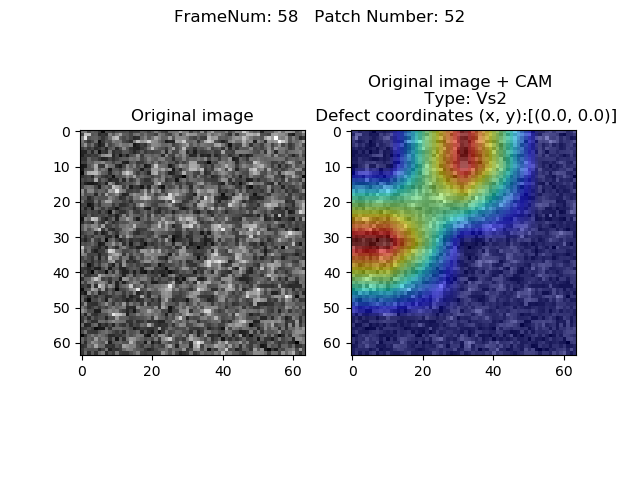 FrameNum: 58   Patch Number: 52
Original image
Original image + CAM
Type: Vs2
Defect coordinates (x, y):[(0.0, 0.0)]
0
10
20
30
40
50
60
0 20 40 60
0
10
20
30
40
50
60
0 20 40 60